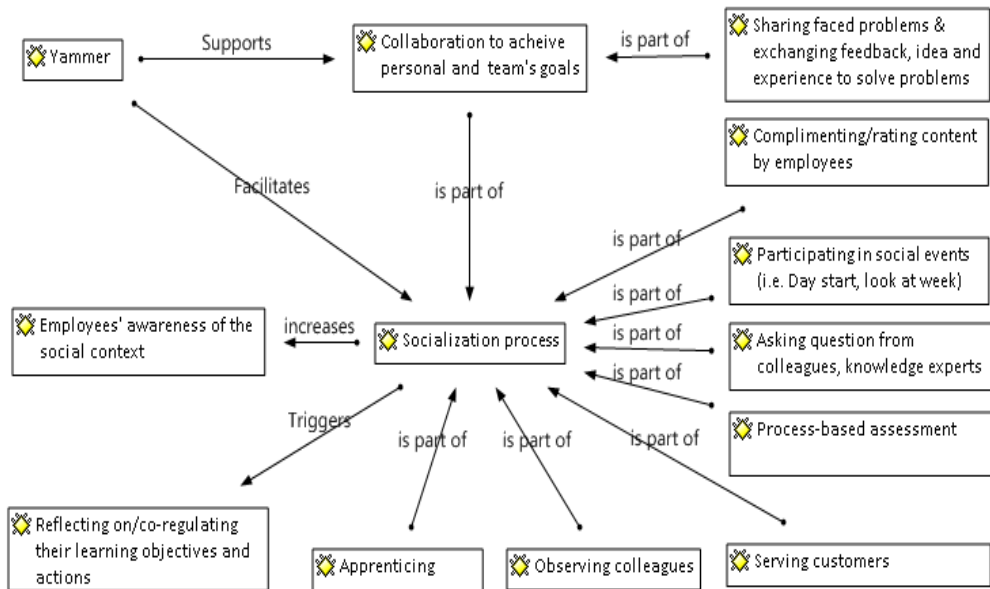 Yammer
Supports
Collaboration to acheive
personal and team's goals
is part of
Sharing faced problems &
exchanging feedback, idea and
experience to solve problems
Complimenting/rating content
by employees
Facilitates
is part of
is part of
Participating in social events
(i.e. Day start, look at week)
is part of
Employees' awareness of the
social context
increases
Socialization process
is part of
Asking question from
colleagues, knowledge experts
is part of
Process-based assessment
Triggers
is part of
is part of
is part of
Reflecting on/co-regulating
their learning objectives and
actions
Apprenticing
Observing colleagues
Serving customers